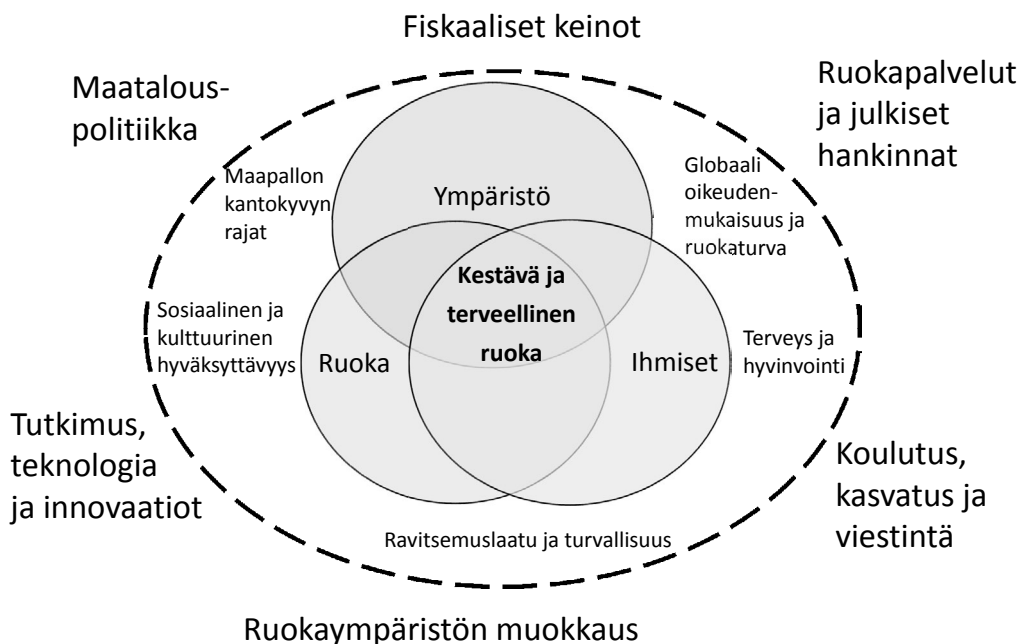 Fiskaaliset keinot
Maatalous-
politiikka
Ruokapalvelut
ja julkiset
hankinnat
Maapallon
kantokyvyn
rajat
Ympäristö
Globaali
oikeuden-
mukaisuus ja
ruokaturva
Kestävä ja
terveellinen
ruoka
Sosiaalinen ja
kulttuurinen
hyväksyttävyys
Ruoka
Ihmiset
Terveys ja
hyvinvointi
Tutkimus,
teknologia
ja innovaatiot
Koulutus,
kasvatus ja
viestintä
Ravitsemuslaatu ja turvallisuus
Ruokaympäristön muokkaus